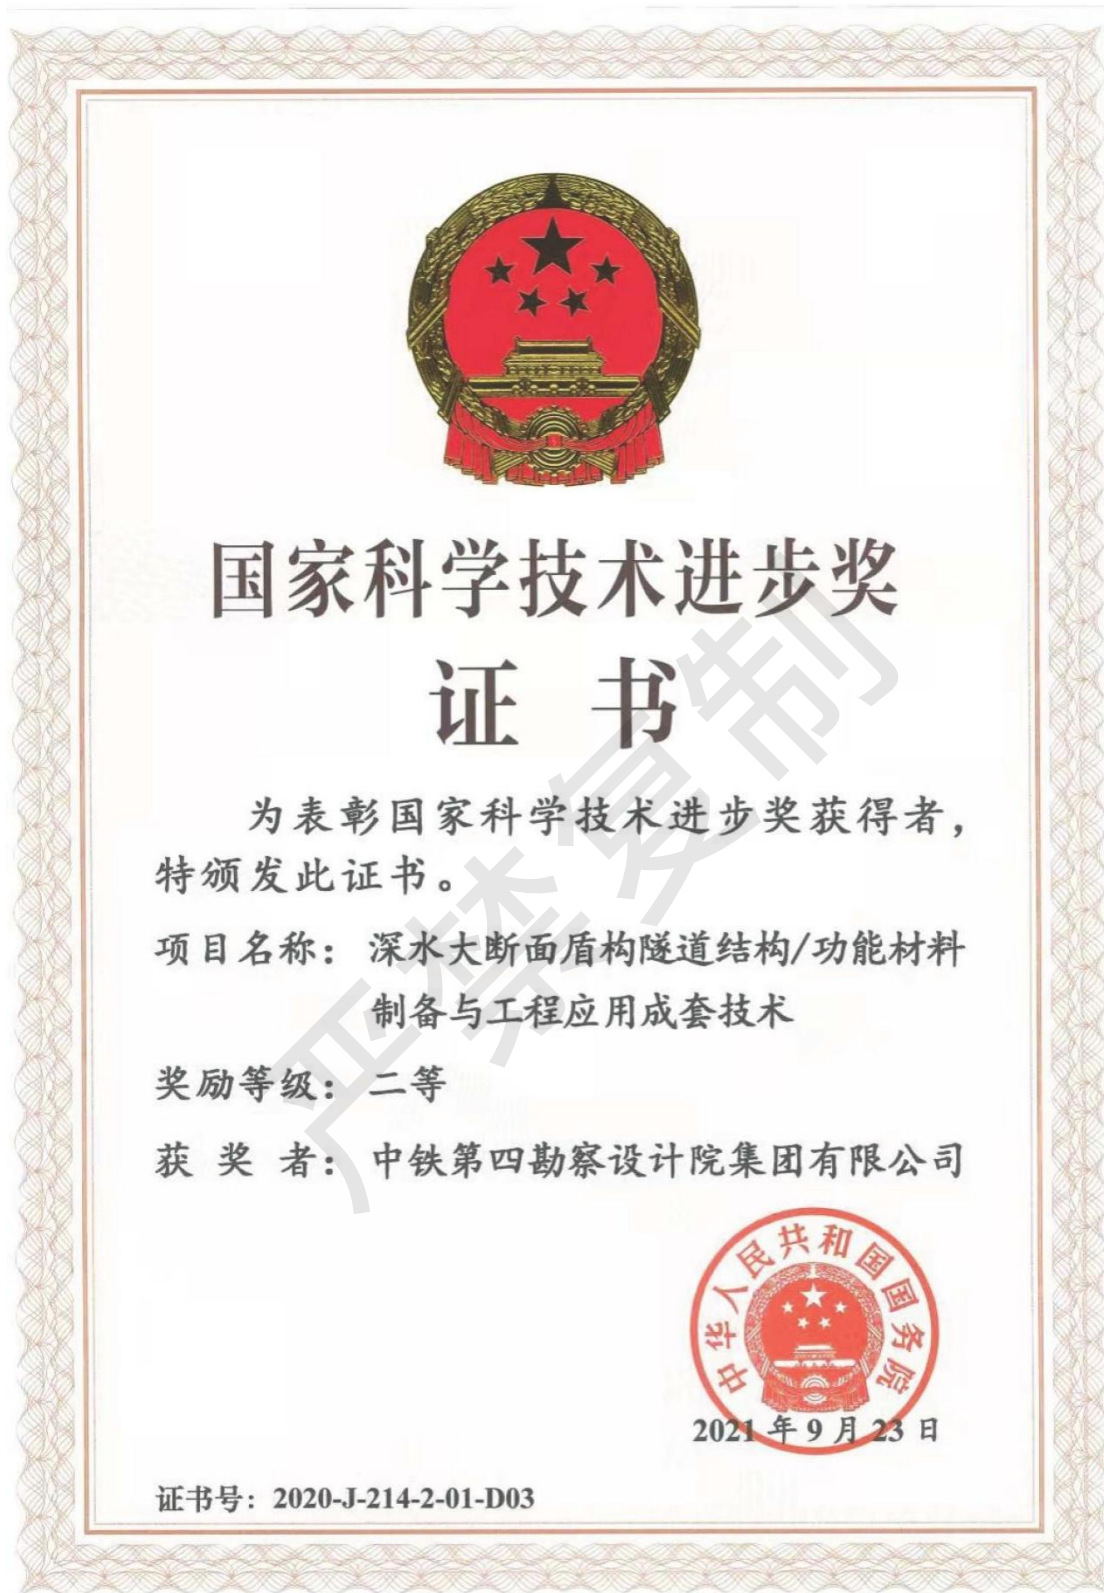 国家科学技术进步奖
证书
为表彰国家科学技术进步奖获得者，
特颁发此证书。
项目名称：深水大断面盾构隧道结构/功能材料
制备与工程应用成套技术
奖励等级：二等
获奖者：中铁第四勘察设计院集团有限公司
中华人民共和国国务院
2021年9月23日
证书号：2020-J-214-2-01-D03
严禁复制